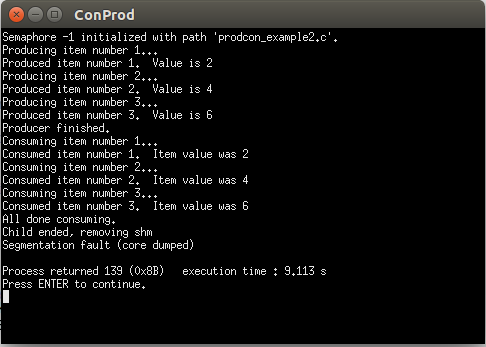 ConProd
Semaphore -1 initialized with path 'prodcon_example2.c'.
Producing item number 1...
Produced item number 1.  Value is 2
Producing item number 2...
Produced item number 2.  Value is 4
Producing item number 3...
Produced item number 3.  Value is 6
Producer finished.
Consuming item number 1...
Consumed item number 1.  Item value was 2
Consuming item number 2...
Consumed item number 2.  Item value was 4
Consuming item number 3...
Consumed item number 3.  Item value was 6
All done consuming.
Child ended, removing shm
Segmentation fault (core dumped)
Process returned 139 (0x8B)   execution time : 9.113 s
Press ENTER to continue.